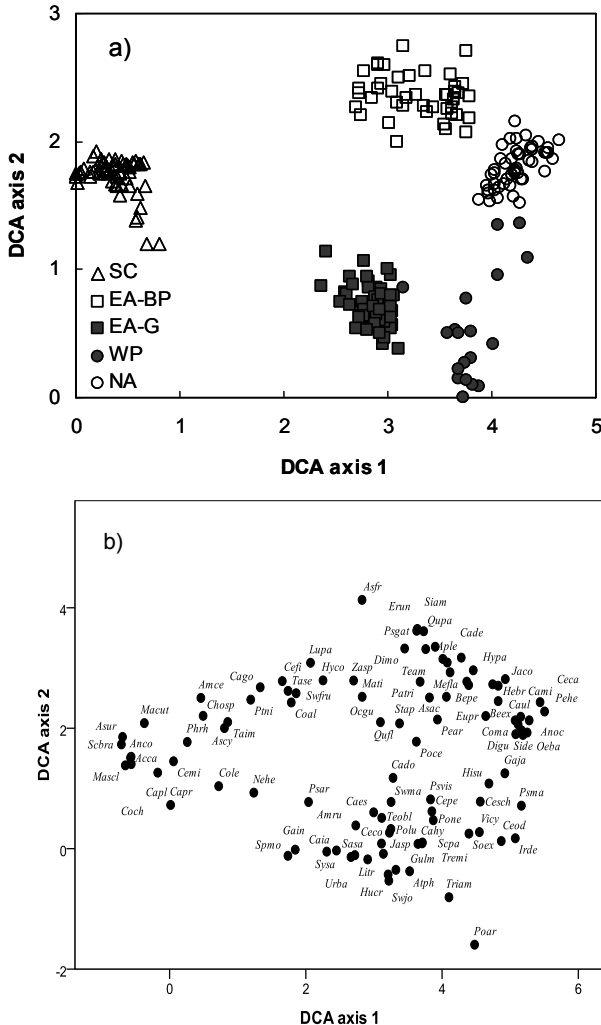 3
a)
2
DCA axis 2
1
△ SC
□ EA-BP
■ EA-G
● WP
○ NA
0
0 1 2 3 4 5
DCA axis 1
b)
Asfr
4
Erun Siam
Psgat Qupa
Dimo Aple Cade
Lupa
Cefi Hyco Zasp Team Hypa
Cago Tase Mati Mefla Jaco Ceca
Amce Swfru Patri Bepe Hebr Cami Pehe
Chosp Ptni Coal Ocgu Stap Asac Eupr Beex Caul
Macut
2
DCA axis 2
Asur Phrh Taim Qufl Pear Coma Anoc
Scbra Anco Ascy Poce Digu Side Oeba
Acca
Mascl Cemi Cado Hisu Gaja
Capl Capr Cole Nehe Psar Swma Psvis Psma
Coch Caes Cepe Cesch
Amru Teobl Pone Vicy
Gain Ceco Polu Cahy Scpa Ceod
Spmo Caia Sasa Jasp Soex Irde
0
Sysa Litr Gulm Tremi
Urba Hucr Atph
Swjo Triam
Poar
-2
0 2 4 6
DCA axis 1